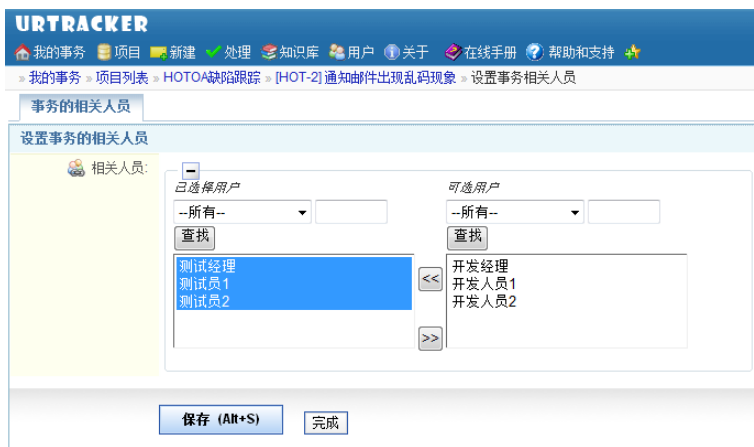 URTRACKER
我的事务 项目 新建 处理 知识库 用户 关于 在线手册 帮助和支持
» 我的事务 » 项目列表 » HOTOA缺陷跟踪 » [HOT-2] 通知邮件出现乱码现象 » 设置事务相关人员
事务的相关人员
设置事务的相关人员
相关人员:
已选择用户 可选用户
--所有-- --所有--
查找 查找
测试经理 开发经理
测试员1 << 开发人员1
测试员2 开发人员2
>>
保存 (Alt+S) 完成